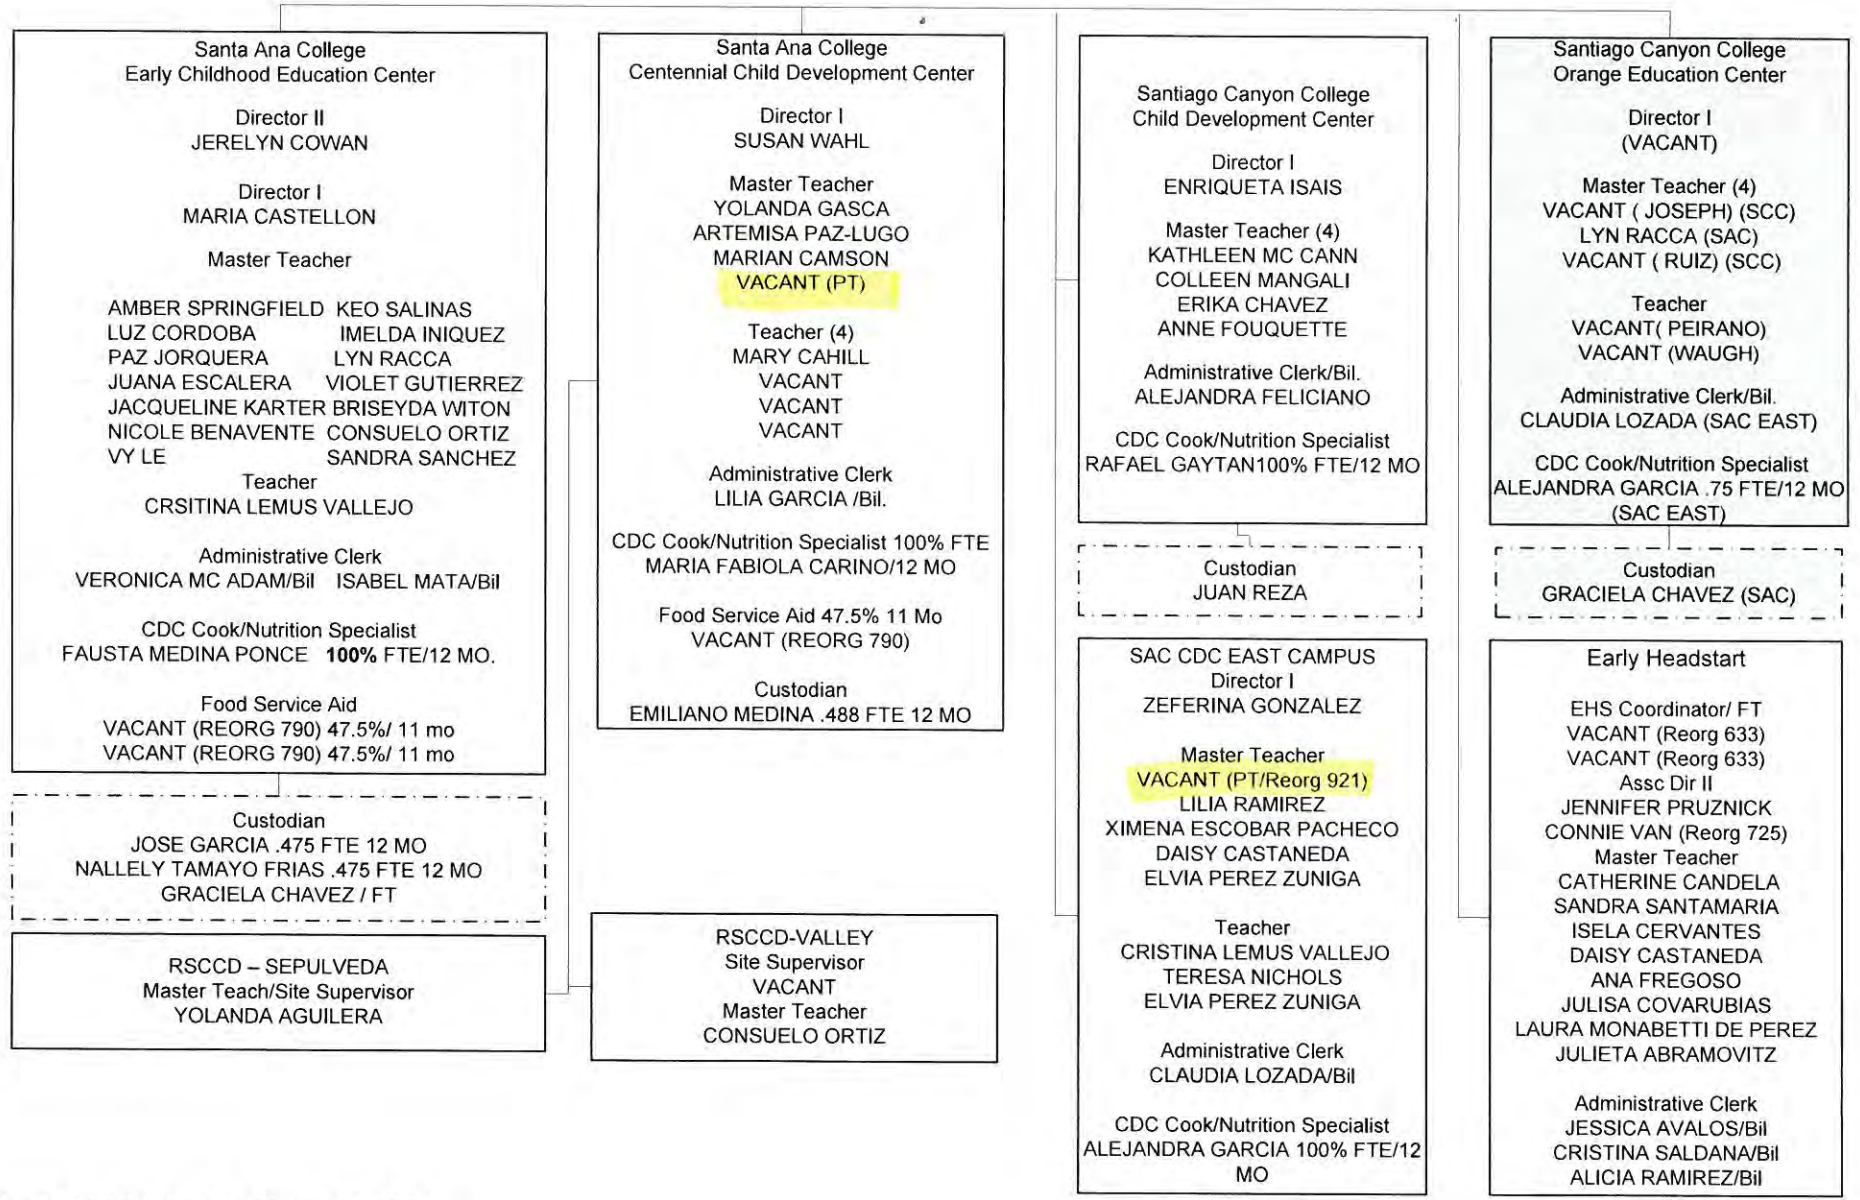 Santa Ana College
Early Childhood Education Center
Director II
JERELYN COWAN
Director I
MARIA CASTELLON
Master Teacher
AMBER SPRINGFIELD KEO SALINAS
LUZ CORDOBA IMELDA INIQUEZ
PAZ JORQUERA LYN RACCA
JUANA ESCALERA VIOLET GUTIERREZ
JACQUELINE KARTER BRISEYDA WITON
NICOLE BENAVENTE CONSUELO ORTIZ
VY LE SANDRA SANCHEZ
Teacher
CRSITINA LEMUS VALLEJO
Administrative Clerk
VERONICA MC ADAM/Bil ISABEL MATA/Bil
CDC Cook/Nutrition Specialist
FAUSTA MEDINA PONCE 100% FTE/12 MO.
Food Service Aid
VACANT (REORG 790) 47.5%/ 11 mo
VACANT (REORG 790) 47.5%/ 11 mo
Custodian
JOSE GARCIA .475 FTE 12 MO
NALLELY TAMAYO FRIAS .475 FTE 12 MO
GRACIELA CHAVEZ / FT
RSCCD – SEPULVEDA
Master Teach/Site Supervisor
YOLANDA AGUILERA
Santa Ana College
Centennial Child Development Center
Director I
SUSAN WAHL
Master Teacher
YOLANDA GASCA
ARTEMISA PAZ-LUGO
MARIAN CAMSON
VACANT (PT)
Teacher (4)
MARY CAHILL
VACANT
VACANT
VACANT
Administrative Clerk
LILIA GARCIA /Bil.
CDC Cook/Nutrition Specialist 100% FTE
MARIA FABIOLA CARINO/12 MO
Food Service Aid 47.5% 11 Mo
VACANT (REORG 790)
Custodian
EMILIANO MEDINA .488 FTE 12 MO
RSCCD-VALLEY
Site Supervisor
VACANT
Master Teacher
CONSUELO ORTIZ
Santiago Canyon College
Child Development Center
Director I
ENRIQUETA ISAIS
Master Teacher (4)
KATHLEEN MC CANN
COLLEEN MANGALI
ERIKA CHAVEZ
ANNE FOUQUETTE
Administrative Clerk/Bil.
ALEJANDRA FELICIANO
CDC Cook/Nutrition Specialist
RAFAEL GAYTAN100% FTE/12 MO
Custodian
JUAN REZA
SAC CDC EAST CAMPUS
Director I
ZEFERINA GONZALEZ
Master Teacher
VACANT (PT/Reorg 921)
LILIA RAMIREZ
XIMENA ESCOBAR PACHECO
DAISY CASTANEDA
ELVIA PEREZ ZUNIGA
Teacher
CRISTINA LEMUS VALLEJO
TERESA NICHOLS
ELVIA PEREZ ZUNIGA
Administrative Clerk
CLAUDIA LOZADA/Bil
CDC Cook/Nutrition Specialist
ALEJANDRA GARCIA 100% FTE/12
MO
Santiago Canyon College
Orange Education Center
Director I
(VACANT)
Master Teacher (4)
VACANT ( JOSEPH) (SCC)
LYN RACCA (SAC)
VACANT ( RUIZ) (SCC)
Teacher
VACANT( PEIRANO)
VACANT (WAUGH)
Administrative Clerk/Bil.
CLAUDIA LOZADA (SAC EAST)
CDC Cook/Nutrition Specialist
ALEJANDRA GARCIA .75 FTE/12 MO
(SAC EAST)
Custodian
GRACIELA CHAVEZ (SAC)
Early Headstart
EHS Coordinator/ FT
VACANT (Reorg 633)
VACANT (Reorg 633)
Assc Dir II
JENNIFER PRUZNICK
CONNIE VAN (Reorg 725)
Master Teacher
CATHERINE CANDELA
SANDRA SANTAMARIA
ISELA CERVANTES
DAISY CASTANEDA
ANA FREGOSO
JULISA COVARUBIAS
LAURA MONABETTI DE PEREZ
JULIETA ABRAMOVITZ
Administrative Clerk
JESSICA AVALOS/Bil
CRISTINA SALDANA/Bil
ALICIA RAMIREZ/Bil